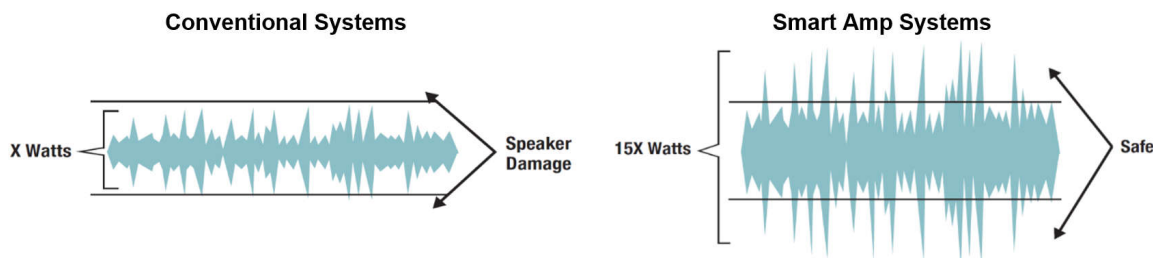 Conventional Systems
X Watts
Speaker
Damage
Smart Amp Systems
15X Watts
Safe